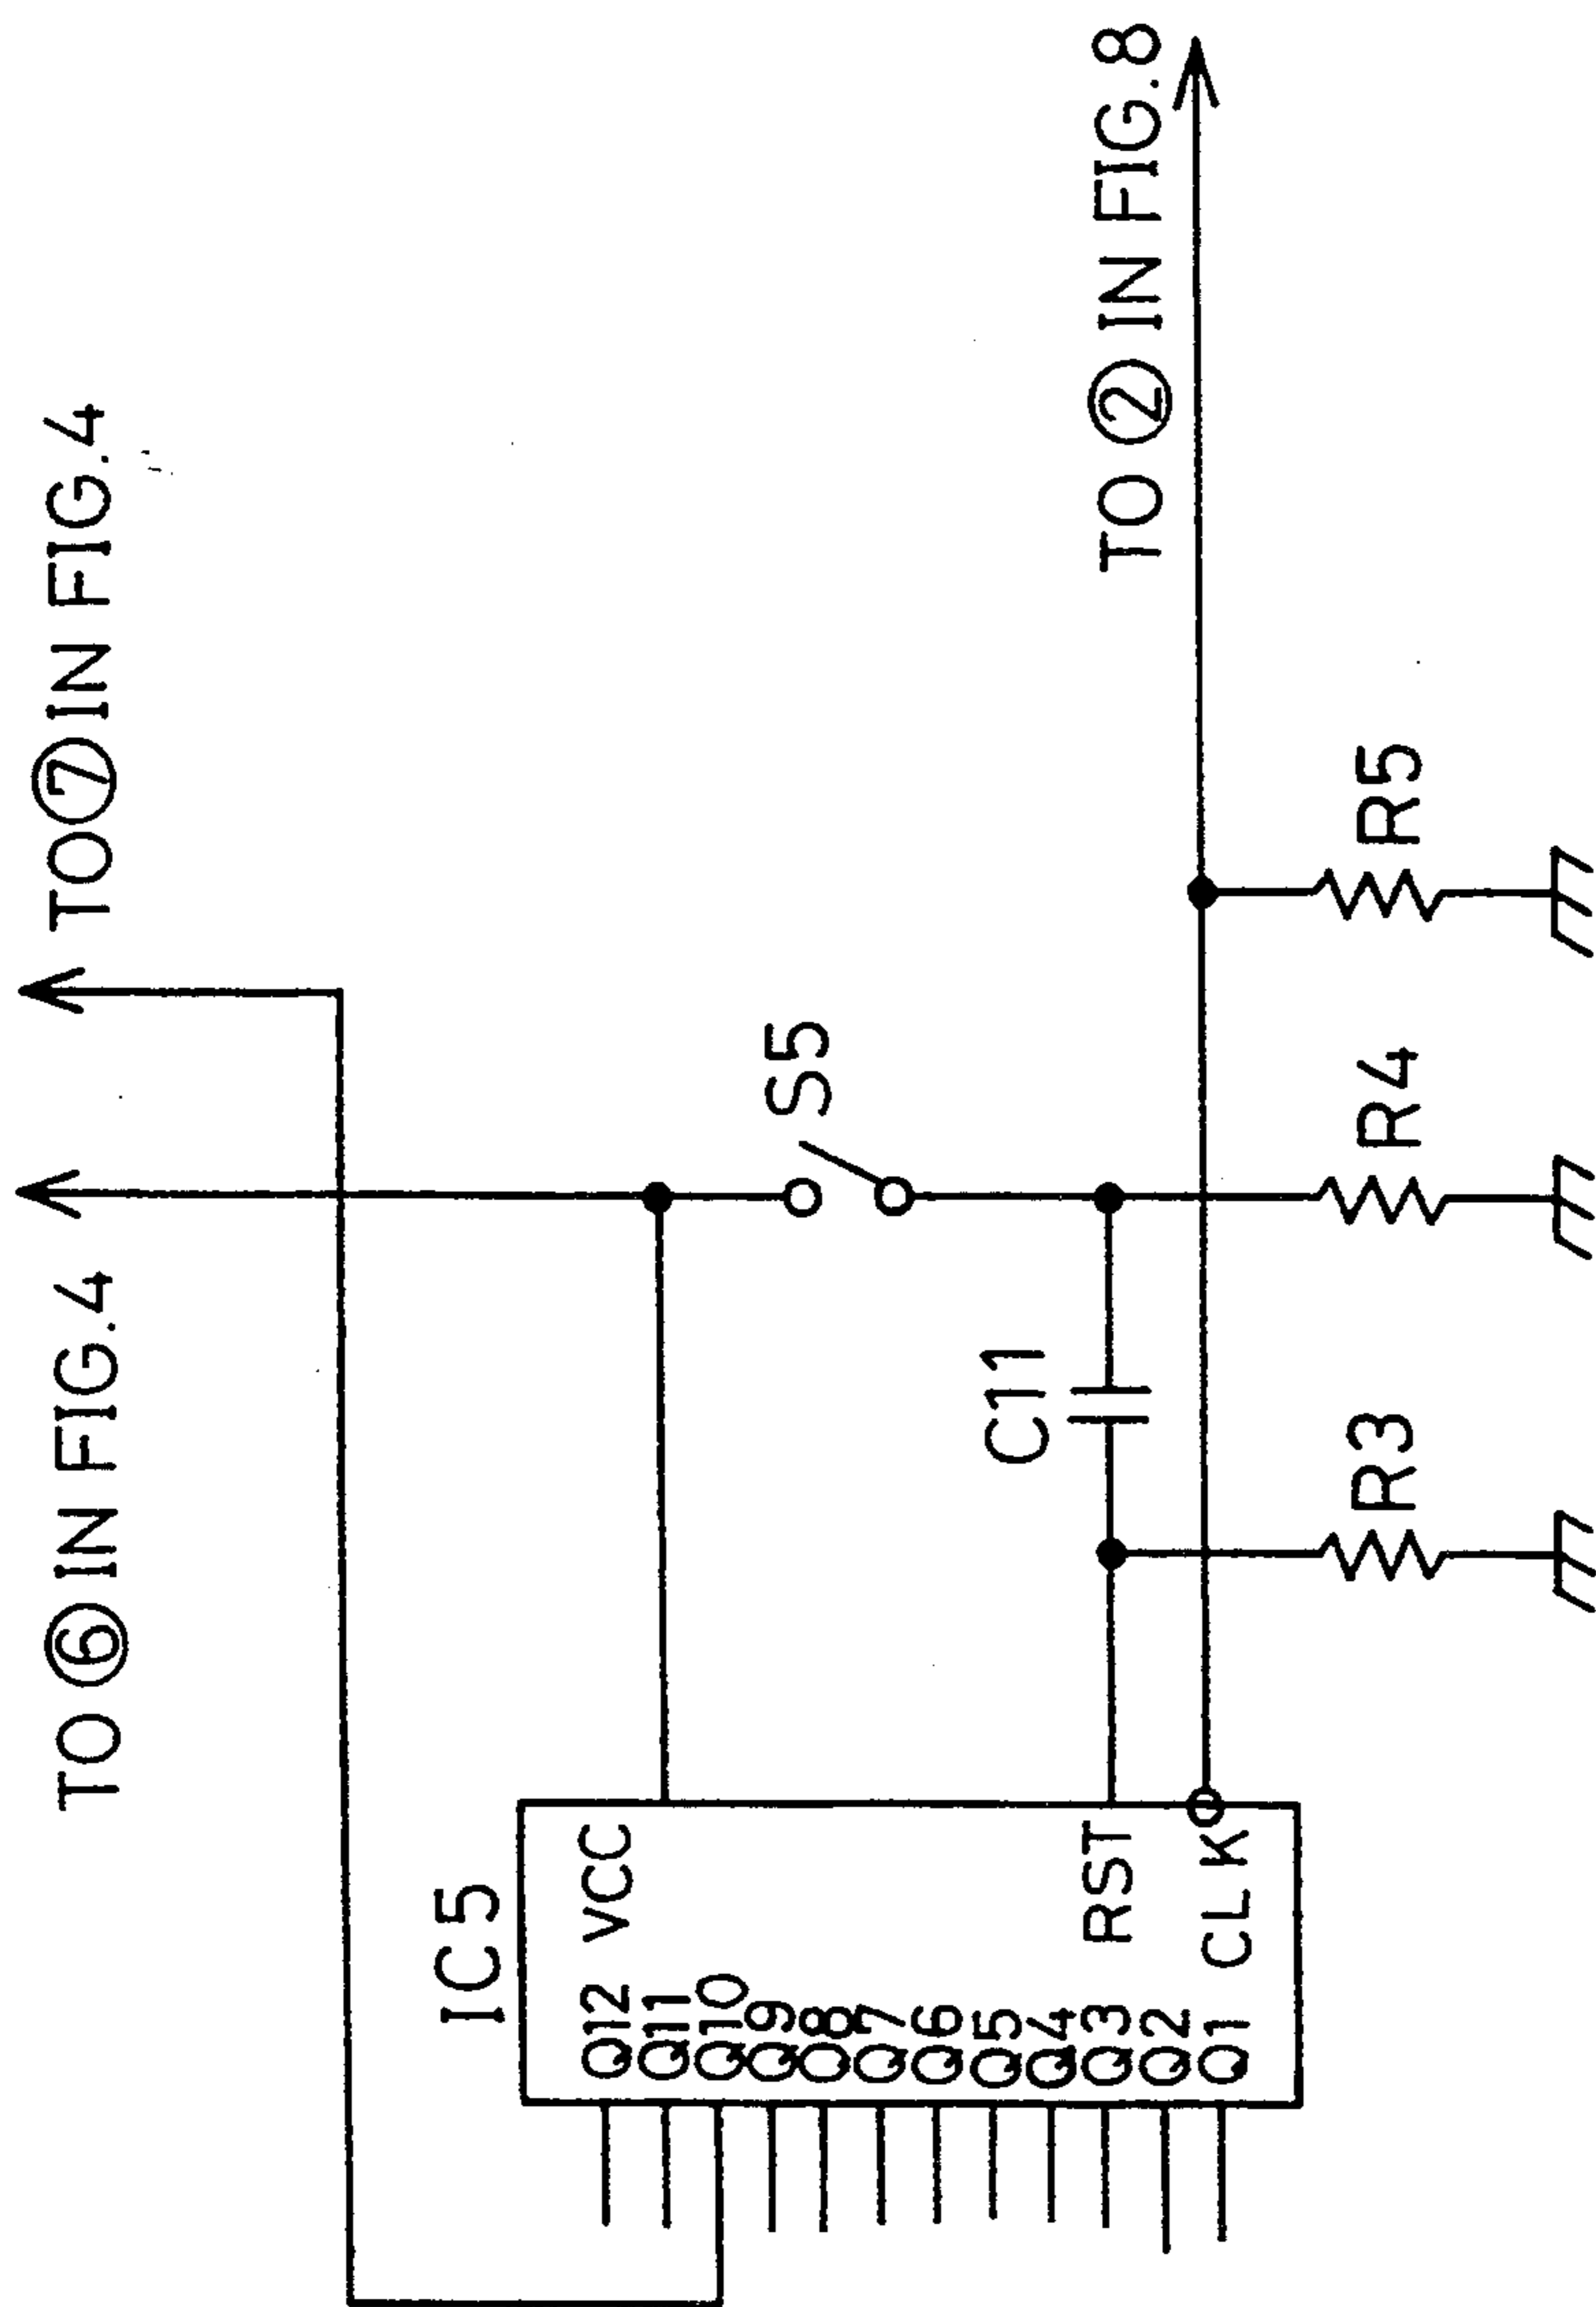 TO ⑥ IN FIG.4
TO ⑦ IN FIG.4
TO ② IN FIG.8
IC5
VCC
RST
CLK
Q12
Q11
Q10
Q9
Q8
Q7
Q6
Q5
Q4
Q3
Q2
Q1
S5
C11
R3
R4
R5